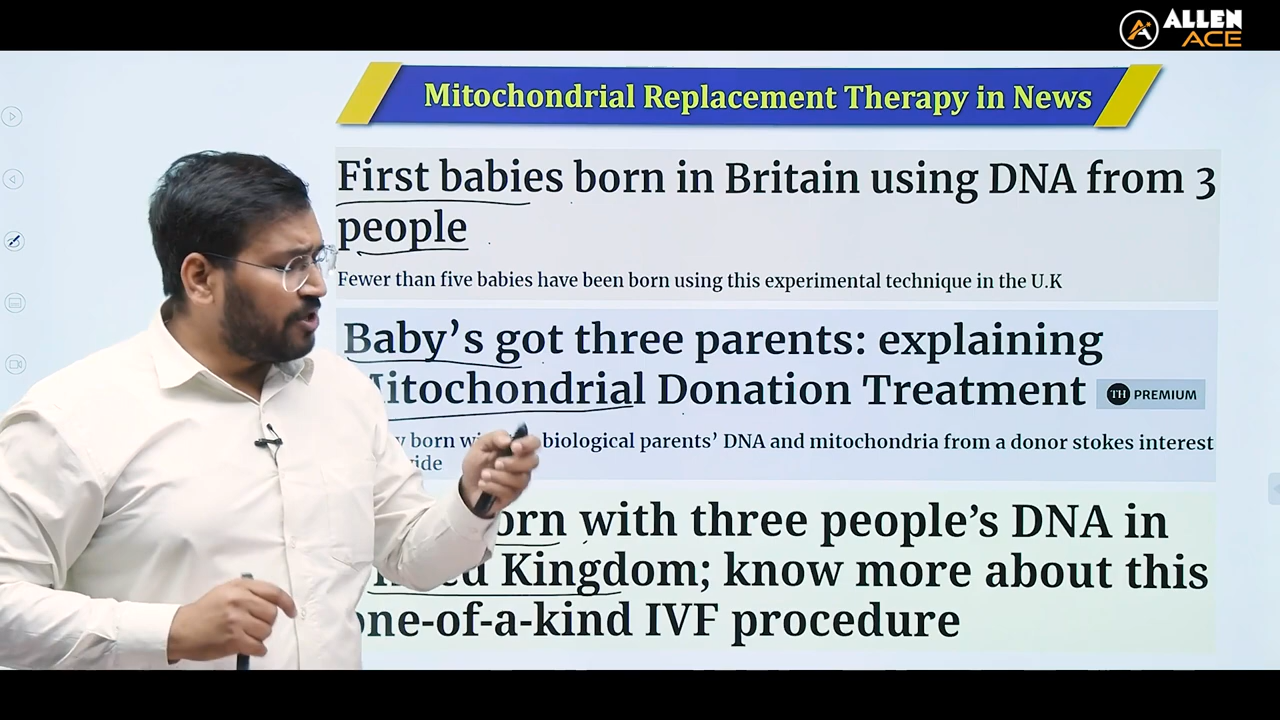 ALLEN
ACE
Mitochondrial Replacement Therapy in News
First babies born in Britain using DNA from 3
people
Fewer than five babies have been born using this experimental technique in the U.K
Baby's got three parents: explaining
Mitochondrial Donation Treatment
TH PREMIUM
born biological parents' DNA and mitochondria from a donor stokes interest
with three people's DNA in
Kingdom; know more about this
one-of-a-kind IVF procedure